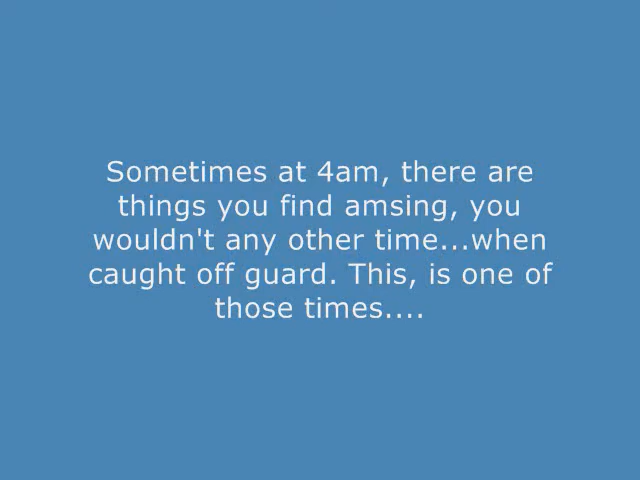 Sometimes at 4am, there are
things you find amsing, you
wouldn't any other time...when
caught off guard. This, is one of
those times....